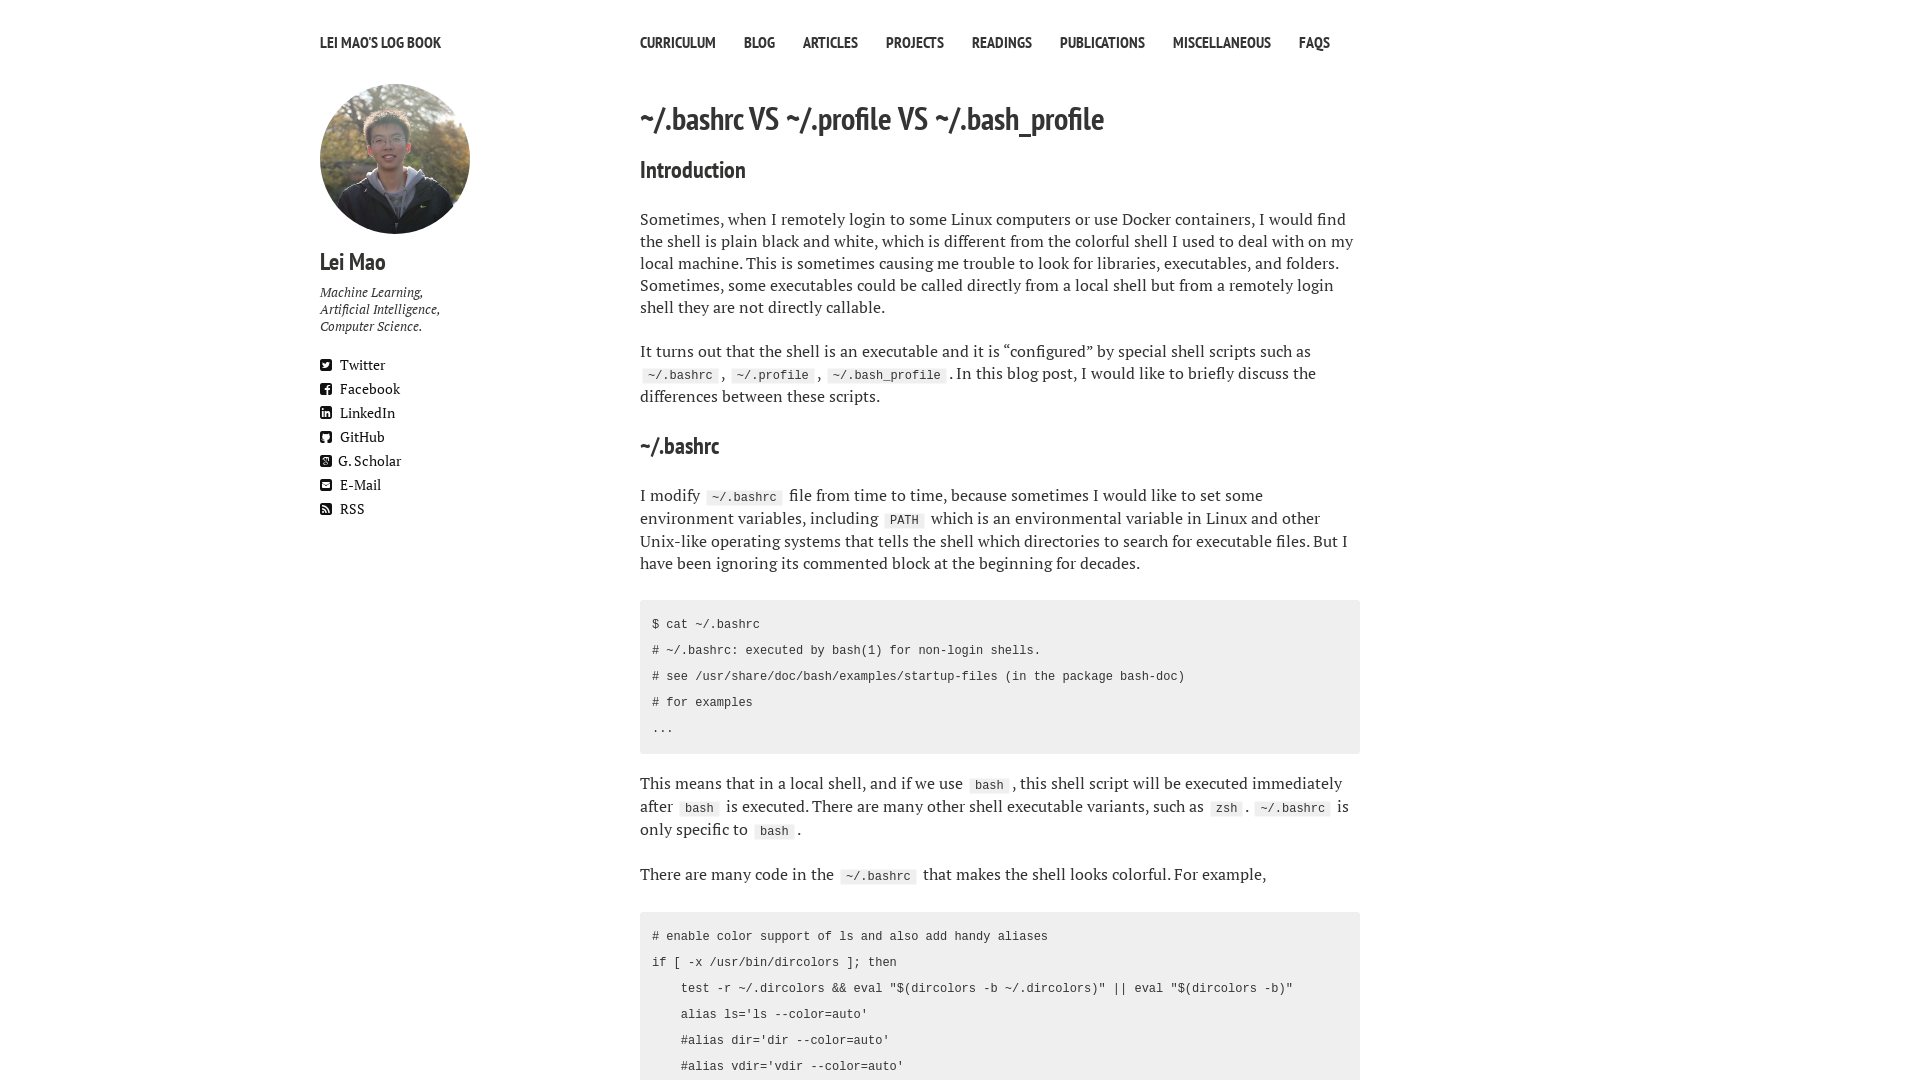 LEI MAO'S LOG BOOK
CURRICULUM BLOG ARTICLES PROJECTS READINGS PUBLICATIONS MISCELLANEOUS FAQS
Lei Mao
Machine Learning,
Artificial Intelligence,
Computer Science.
Twitter
Facebook
LinkedIn
GitHub
G. Scholar
E-Mail
RSS
~/.bashrc VS ~/.profile VS ~/.bash_profile
Introduction
Sometimes, when I remotely login to some Linux computers or use Docker containers, I would find
the shell is plain black and white, which is different from the colorful shell I used to deal with on my
local machine. This is sometimes causing me trouble to look for libraries, executables, and folders.
Sometimes, some executables could be called directly from a local shell but from a remotely login
shell they are not directly callable.
It turns out that the shell is an executable and it is “configured” by special shell scripts such as
~/.bashrc , ~/.profile , ~/.bash_profile . In this blog post, I would like to briefly discuss the
differences between these scripts.
~/.bashrc
I modify ~/.bashrc file from time to time, because sometimes I would like to set some
environment variables, including PATH which is an environmental variable in Linux and other
Unix-like operating systems that tells the shell which directories to search for executable files. But I
have been ignoring its commented block at the beginning for decades.
$ cat ~/.bashrc
# ~/.bashrc: executed by bash(1) for non-login shells.
# see /usr/share/doc/bash/examples/startup-files (in the package bash-doc)
# for examples
...
This means that in a local shell, and if we use bash , this shell script will be executed immediately
after bash is executed. There are many other shell executable variants, such as zsh . ~/.bashrc is
only specific to bash .
There are many code in the ~/.bashrc that makes the shell looks colorful. For example,
# enable color support of ls and also add handy aliases
if [ -x /usr/bin/dircolors ]; then
    test -r ~/.dircolors && eval "$(dircolors -b ~/.dircolors)" || eval "$(dircolors -b)"
    alias ls='ls --color=auto'
    #alias dir='dir --color=auto'
    #alias vdir='vdir --color=auto'